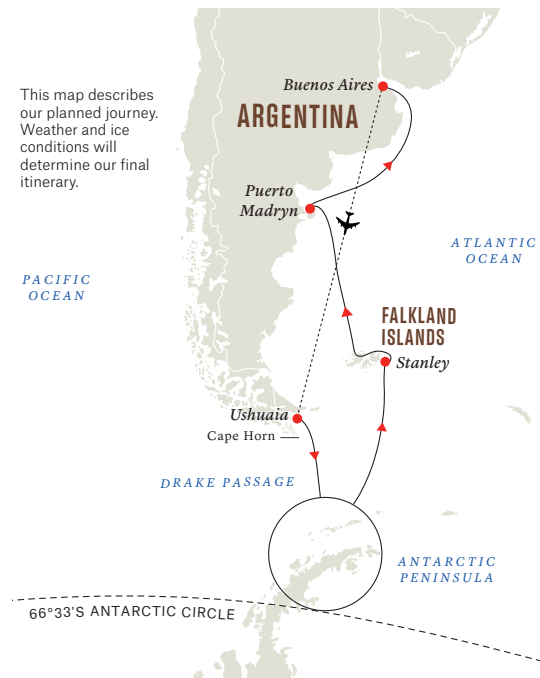 Buenos Aires
This map describes
our planned journey.
Weather and ice
conditions will
determine our final
itinerary.
ARGENTINA
Puerto
Madryn
ATLANTIC
OCEAN
PACIFIC
OCEAN
FALKLAND
ISLANDS
Stanley
Ushuaia
Cape Horn
DRAKE PASSAGE
ANTARCTIC
PENINSULA
66°33'S ANTARCTIC CIRCLE